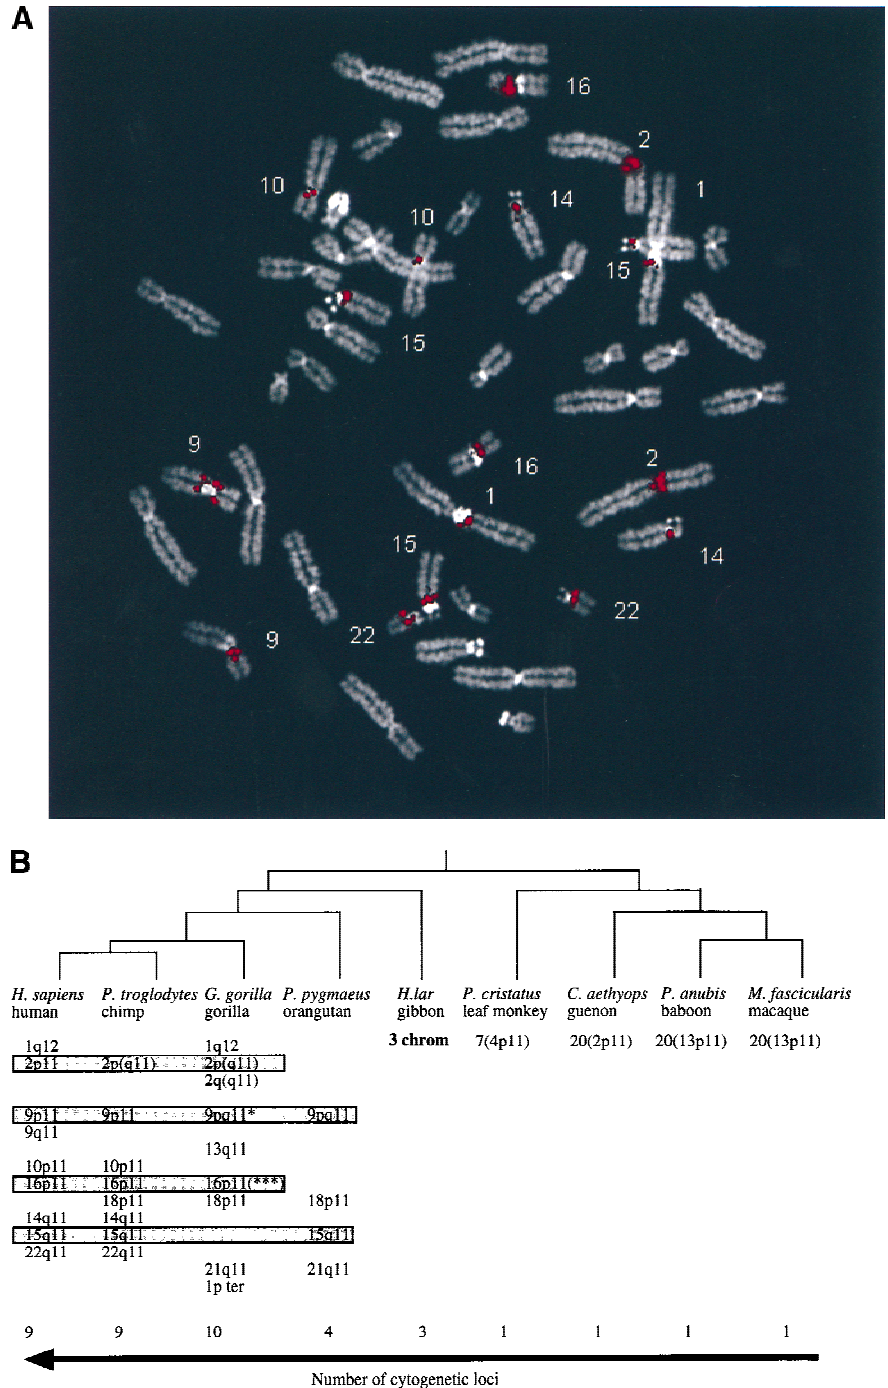 A
16
2
10
1
14
10
15
15
9
16
2
1
15
14
22
22
9
B
H. sapiens P. troglodytes G. gorilla P. pygmaeus H.lar P. cristatus C. aethyops P. anubis M. fascicularis
human chimp gorilla orangutan gibbon leaf monkey guenon baboon macaque
3 chrom 7(4p11) 20(2p11) 20(13p11) 20(13p11)
1q12 1q12
2p11 2p(q11) 2p(q11)
2q(q11)
9p11 9p11 9pq11* 9pq11
9q11
13q11
10p11 10p11
16p11 16p11 16p11(***)
18p11 18p11 18p11
14q11 14q11
15q11 15q11 15q11
22q11 22q11
21q11 21q11
1p ter
9 9 10 4 3 1 1 1 1
Number of cytogenetic loci